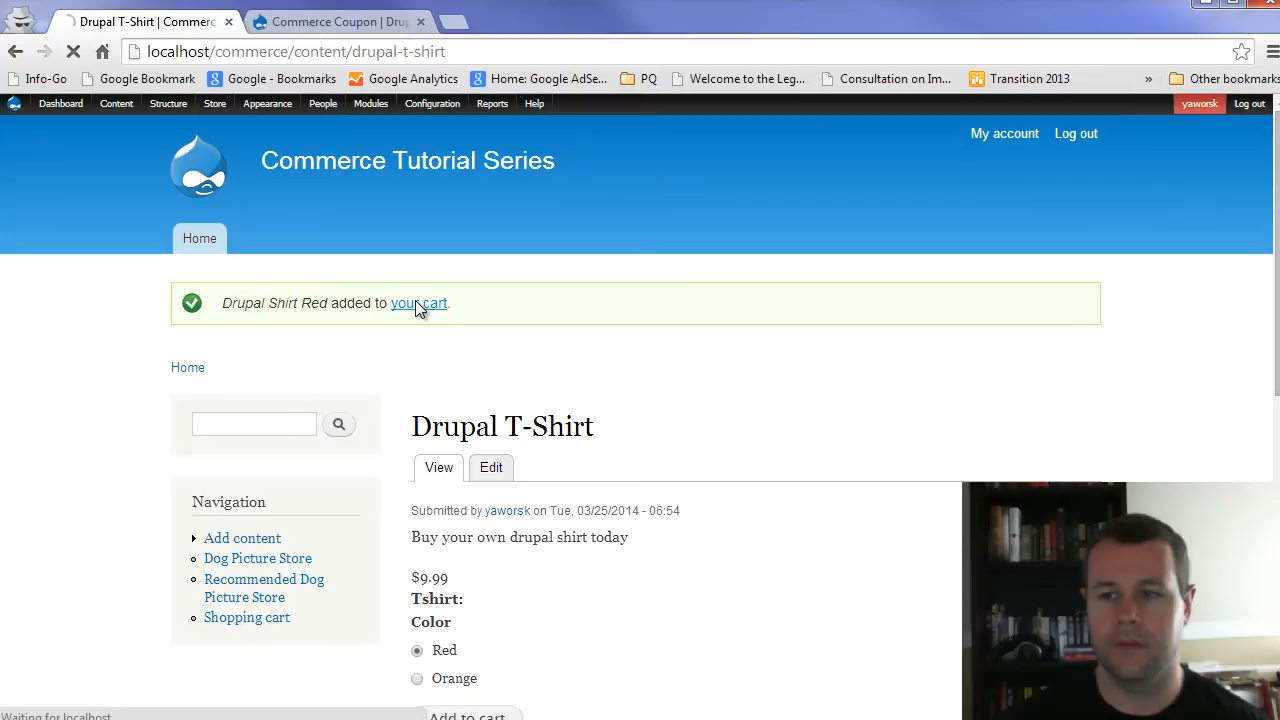 Drupal T-Shirt | Commerc
Commerce Coupon | Drup
localhost/commerce/content/drupal-t-shirt
Info-Go
Google Bookmark
Google - Bookmarks
Google Analytics
Home: Google AdSe...
PQ
Welcome to the Leg...
Consultation on Im...
Transition 2013
»
Other bookmarks
Dashboard
Content
Structure
Store
Appearance
People
Modules
Configuration
Reports
Help
yaworsk
Log out
My account
Log out
Commerce Tutorial Series
Home
Drupal Shirt Red added to your cart.
Home
Drupal T-Shirt
View
Edit
Navigation
Add content
Dog Picture Store
Recommended Dog
Picture Store
Shopping cart
Submitted by yaworsk on Tue, 03/25/2014 - 06:54
Buy your own drupal shirt today
$9.99
Tshirt:
Color
Red
Orange
Add to cart
Waiting for localhost